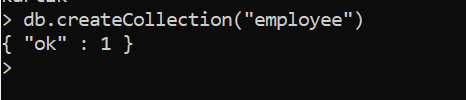 > db.createCollection("employee")
{ "ok" : 1 }
>